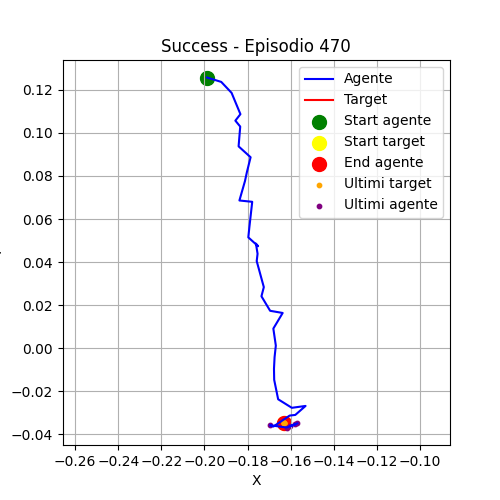 Success - Episodio 470
Agente
Target
Start agente
Start target
End agente
Ultimi target
Ultimi agente
0.12
0.10
0.08
0.06
0.04
0.02
0.00
−0.02
−0.04
−0.26 −0.24 −0.22 −0.20 −0.18 −0.16 −0.14 −0.12 −0.10
X